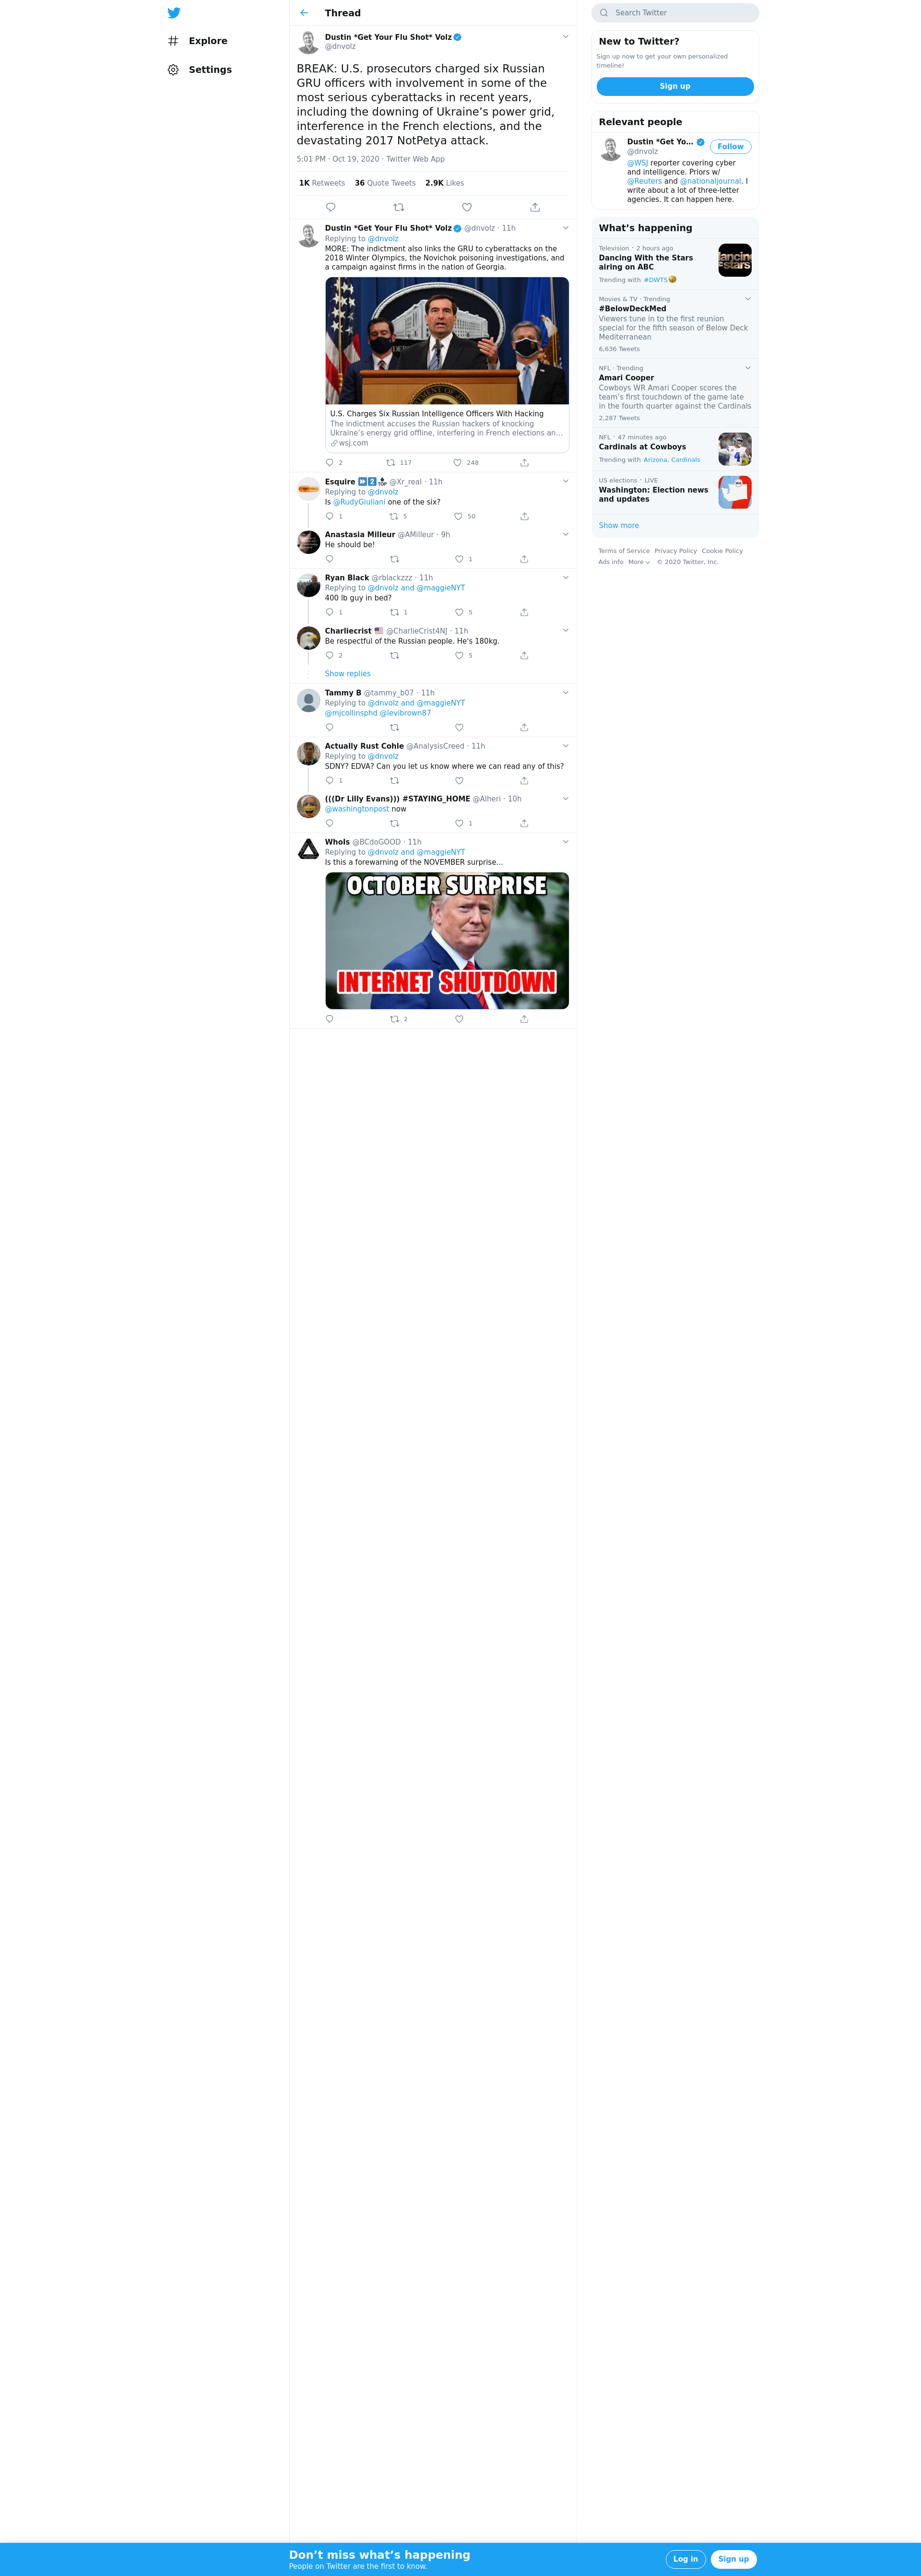 Explore
Settings
Thread
Dustin *Get Your Flu Shot* Volz
@dnvolz
BREAK: U.S. prosecutors charged six Russian
GRU officers with involvement in some of the
most serious cyberattacks in recent years,
including the downing of Ukraine's power grid,
interference in the French elections, and the
devastating 2017 NotPetya attack.
5:01 PM · Oct 19, 2020 · Twitter Web App
1K Retweets 36 Quote Tweets 2.9K Likes
Dustin *Get Your Flu Shot* Volz @dnvolz · 11h
Replying to @dnvolz
MORE: The indictment also links the GRU to cyberattacks on the
2018 Winter Olympics, the Novichok poisoning investigations, and
a campaign against firms in the nation of Georgia.
U.S. Charges Six Russian Intelligence Officers With Hacking
The indictment accuses the Russian hackers of knocking
Ukraine's energy grid offline, interfering in French elections an…
wsj.com
2 117 248
Esquire ⏩2️⃣🔝 @Xr_real · 11h
Replying to @dnvolz
Is @RudyGiuliani one of the six?
1 5 50
Anastasia Milleur @AMilleur · 9h
He should be!
1
Ryan Black @rblackzzz · 11h
Replying to @dnvolz and @maggieNYT
400 lb guy in bed?
1 1 5
Charliecrist 🇺🇸 @CharlieCrist4NJ · 11h
Be respectful of the Russian people. He's 180kg.
2 5
Show replies
Tammy B @tammy_b07 · 11h
Replying to @dnvolz and @maggieNYT
@mjcollinsphd @levibrown87
Actually Rust Cohle @AnalysisCreed · 11h
Replying to @dnvolz
SDNY? EDVA? Can you let us know where we can read any of this?
1
(((Dr Lilly Evans))) #STAYING_HOME @Alheri · 10h
@washingtonpost now
1
WhoIs @BCdoGOOD · 11h
Replying to @dnvolz and @maggieNYT
Is this a forewarning of the NOVEMBER surprise...
OCTOBER SURPRISE
INTERNET SHUTDOWN
2
Search Twitter
New to Twitter?
Sign up now to get your own personalized
timeline!
Sign up
Relevant people
Dustin *Get Yo…
@dnvolz
Follow
@WSJ reporter covering cyber
and intelligence. Priors w/
@Reuters and @nationaljournal. I
write about a lot of three-letter
agencies. It can happen here.
What's happening
Television · 2 hours ago
Dancing With the Stars
airing on ABC
Trending with #DWTS
Movies & TV · Trending
#BelowDeckMed
Viewers tune in to the first reunion
special for the fifth season of Below Deck
Mediterranean
6,636 Tweets
NFL · Trending
Amari Cooper
Cowboys WR Amari Cooper scores the
team's first touchdown of the game late
in the fourth quarter against the Cardinals
2,287 Tweets
NFL · 47 minutes ago
Cardinals at Cowboys
Trending with Arizona, Cardinals
US elections · LIVE
Washington: Election news
and updates
Show more
Terms of Service Privacy Policy Cookie Policy
Ads info More © 2020 Twitter, Inc.
Don't miss what's happening
People on Twitter are the first to know.
Log in
Sign up